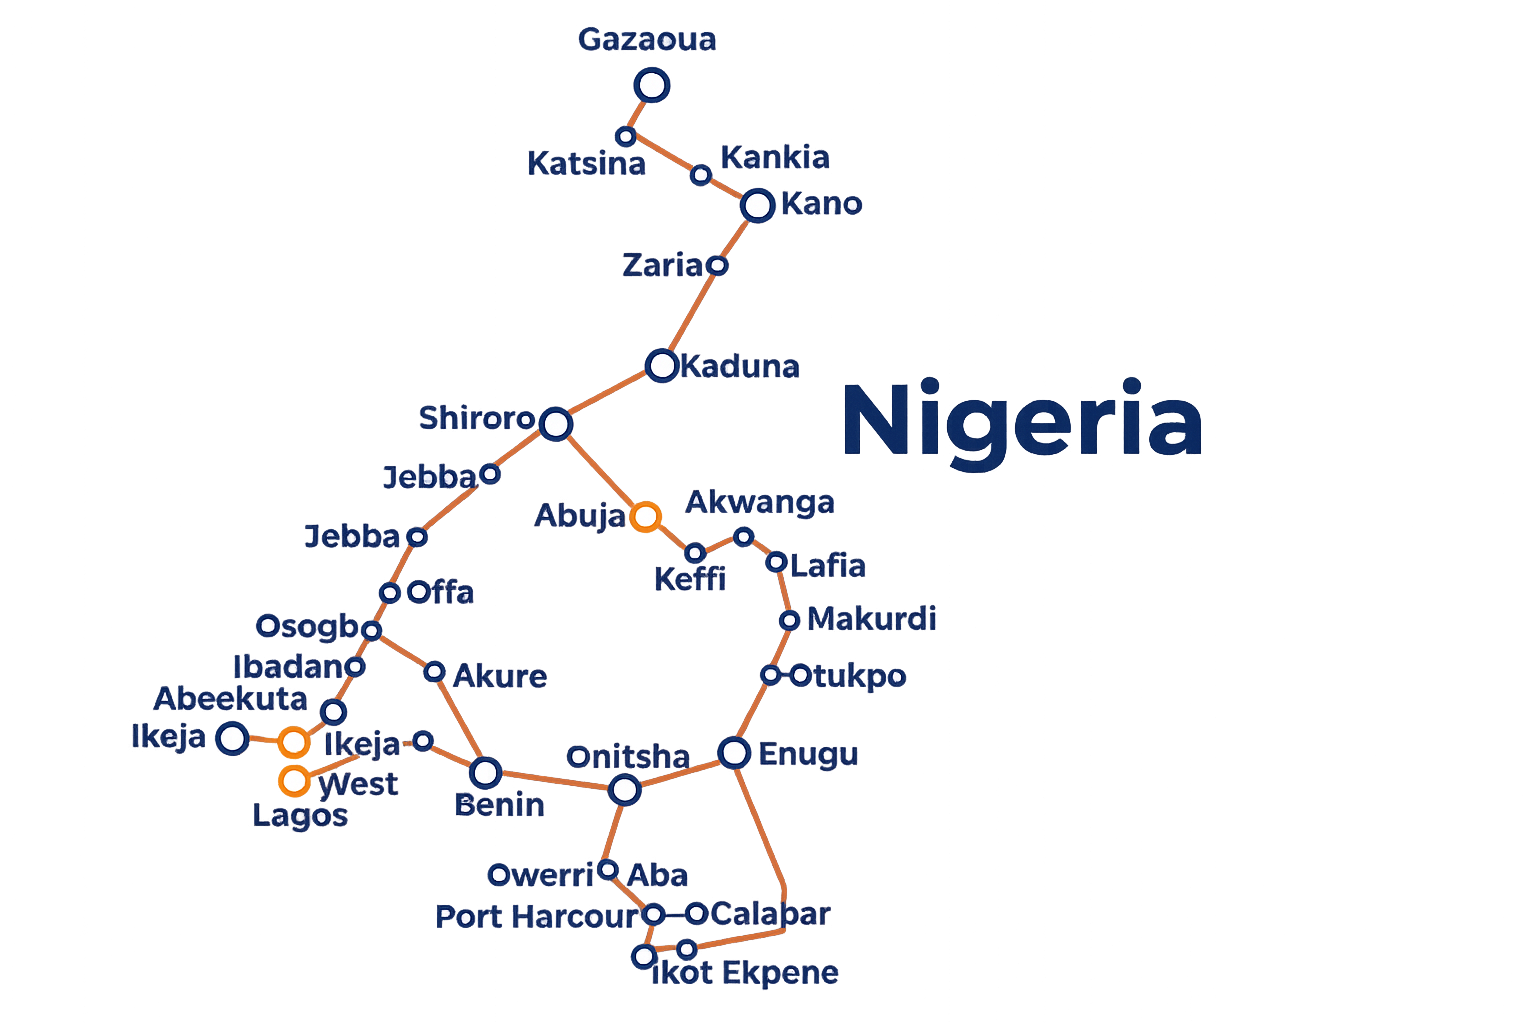 Gazaoua
Katsina
Kankia
Kano
Zaria
Kaduna
Nigeria
Shiroro
Jebba
Abuja
Akwanga
Jebba
Keffi
Lafia
Offa
Makurdi
Osogb
Ibadan
Akure
Otukpo
Abeekuta
Ikeja
Ikeja
West
Lagos
Benin
Onitsha
Enugu
Owerri
Aba
Port Harcour
Calabar
ikot Ekpene